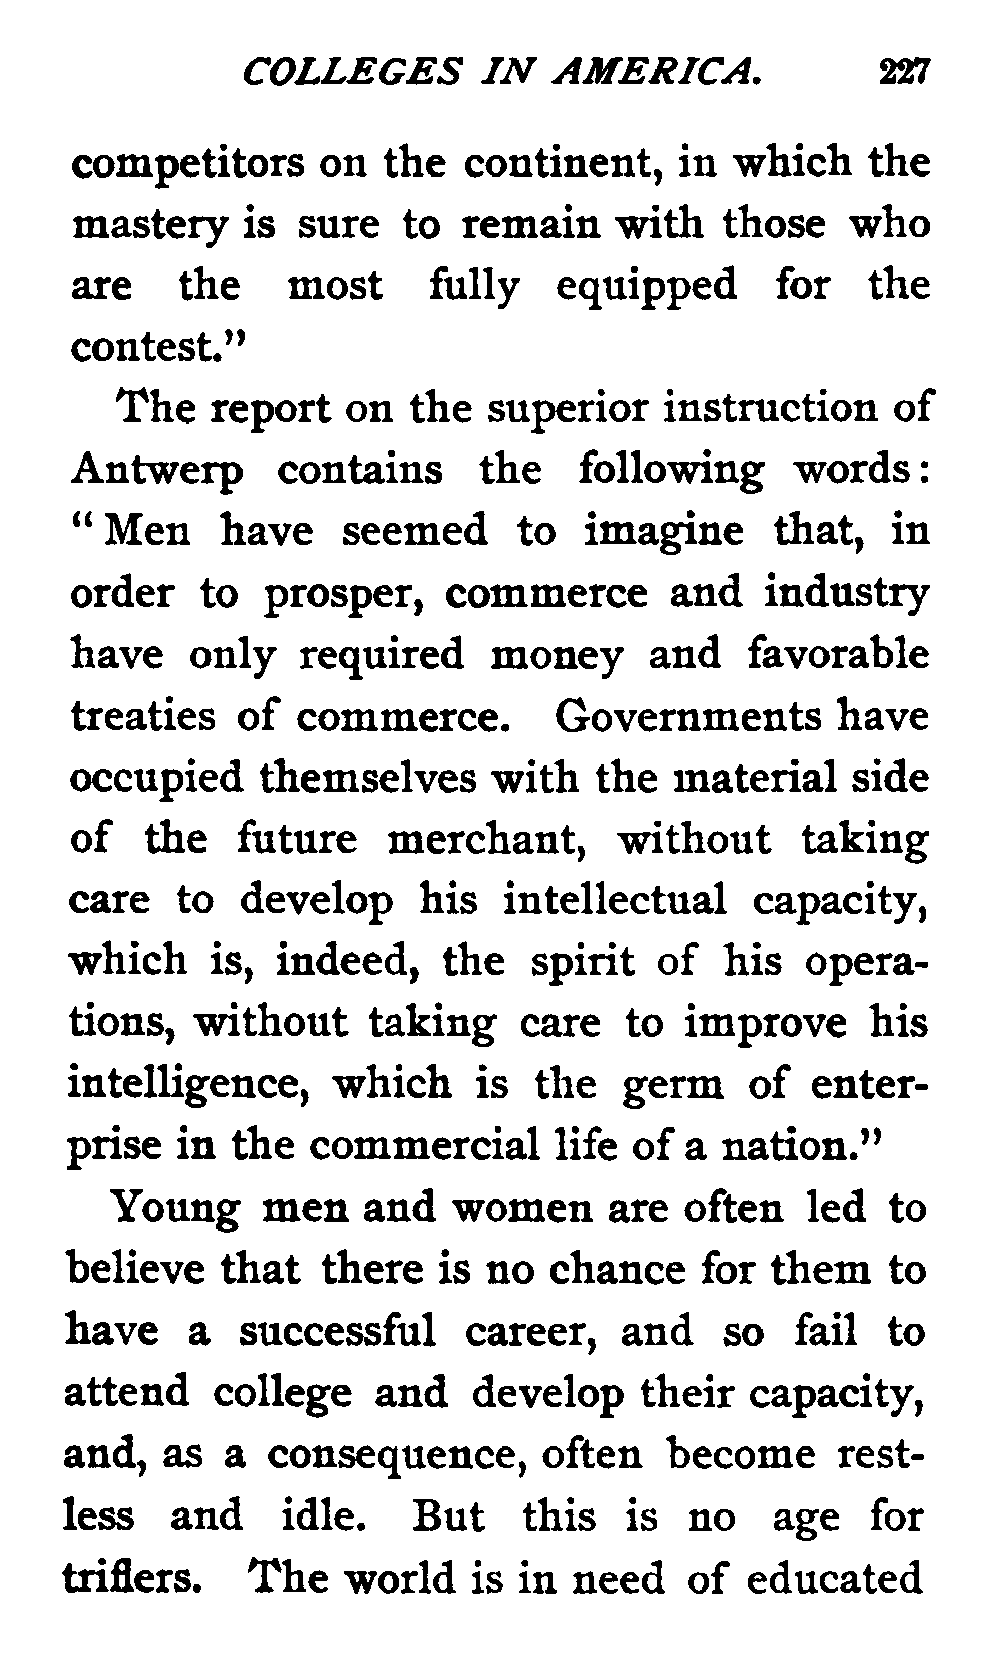 COLLEGES IN AMERICA. 227
competitors on the continent, in which the
mastery is sure to remain with those who
are the most fully equipped for the
contest."
The report on the superior instruction of
Antwerp contains the following words:
"Men have seemed to imagine that, in
order to prosper, commerce and industry
have only required money and favorable
treaties of commerce. Governments have
occupied themselves with the material side
of the future merchant, without taking
care to develop his intellectual capacity,
which is, indeed, the spirit of his opera-
tions, without taking care to improve his
intelligence, which is the germ of enter-
prise in the commercial life of a nation."
Young men and women are often led to
believe that there is no chance for them to
have a successful career, and so fail to
attend college and develop their capacity,
and, as a consequence, often become rest-
less and idle. But this is no age for
triflers. The world is in need of educated